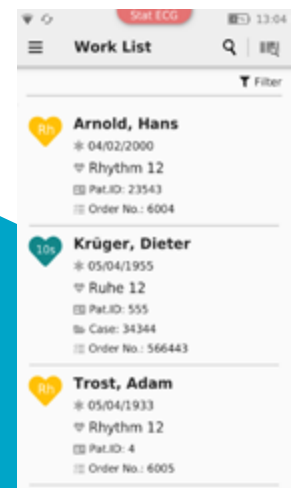 Stat ECG
13:04
Work List
Filter
Rh
Arnold, Hans
04/02/2000
Rhythm 12
Pat.ID: 23543
Order No.: 6004
10s
Krüger, Dieter
05/04/1955
Ruhe 12
Pat.ID: 555
Case: 34344
Order No.: 566443
Rh
Trost, Adam
05/04/1933
Rhythm 12
Pat.ID: 4
Order No.: 6005